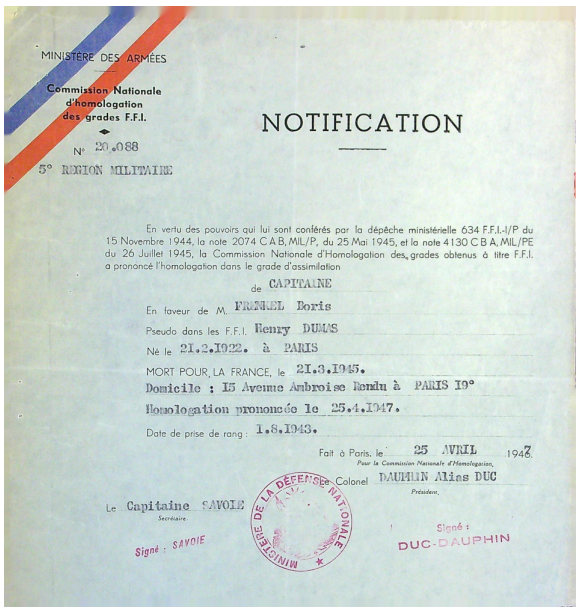 MINISTÈRE DES ARMÉES
Commission Nationale
d'homologation
des grades F.F.I.
N° 20.088
5° REGION MILITAIRE
NOTIFICATION
En vertu des pouvoirs qui lui sont conférés par la dépêche ministérielle 634 F.F.I.-I/P du
15 Novembre 1944, la note 2074 C A B, MIL/P, du 25 Mai 1945, et la note 4130 C B A, MIL/PE
du 26 Juillet 1945, la Commission Nationale d'Homologation des grades obtenus à titre F.F.I.
a prononcé l'homologation dans le grade d'assimilation
de CAPITAINE
En faveur de M. FRENKEL Boris
Pseudo dans les F.F.I. Henry DUMAS
Né le 21.2.1922. à PARIS
MORT POUR LA FRANCE, le 21.3.1945.
Domicile : 15 Avenue Ambroise Rendu à PARIS 19°
Homologation prononcée le 25.4.1947.
Date de prise de rang : 1.8.1943.
Fait à Paris, le 25 AVRIL 1947
Pour la Commission Nationale d'Homologation,
Le Colonel DAUPHIN Alias DUC
Président,
Le Capitaine SAVOIE
Secrétaire.
MINISTERE DE LA DÉFENSE NATIONALE
Signé : SAVOIE
Signé :
DUC-DAUPHIN